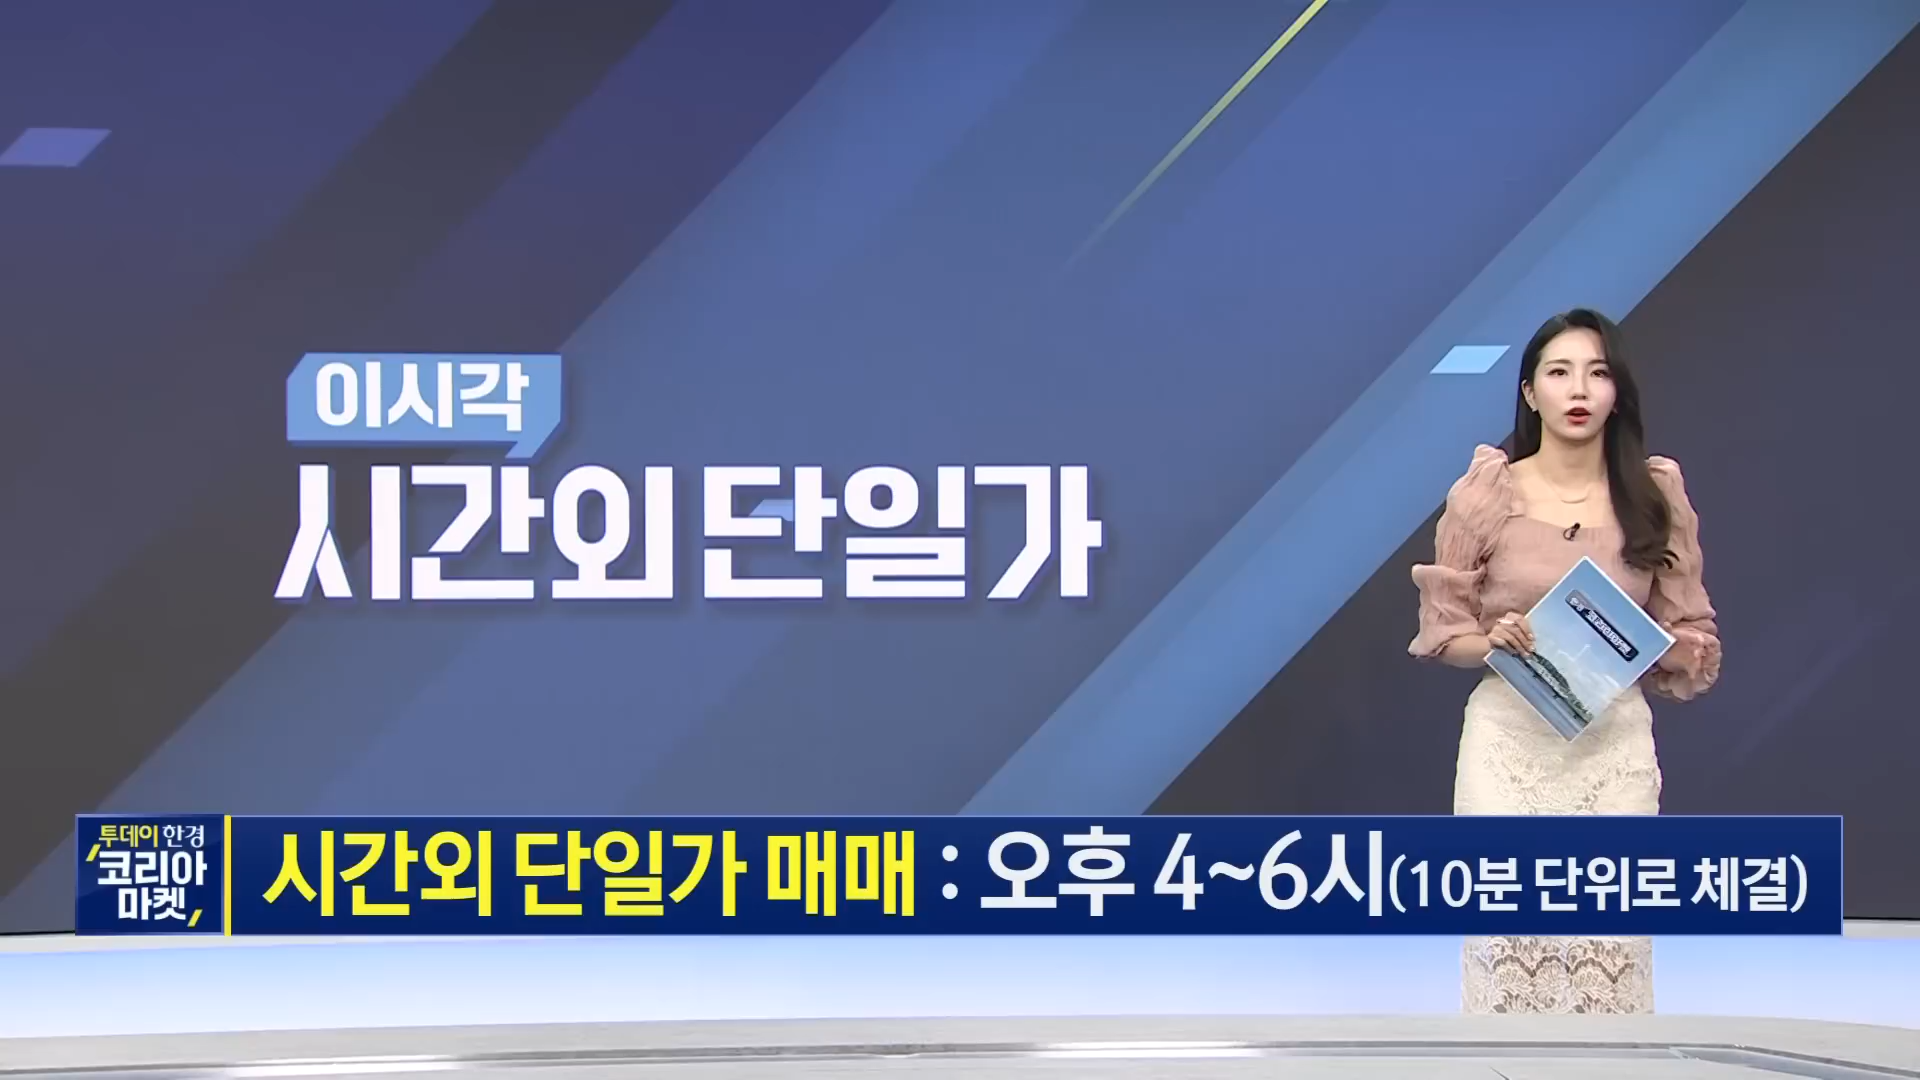 이시각
시간외 단일가
투데이 한경
코리아
마켓
시간외 단일가 매매 : 오후 4~6시(10분 단위로 체결)